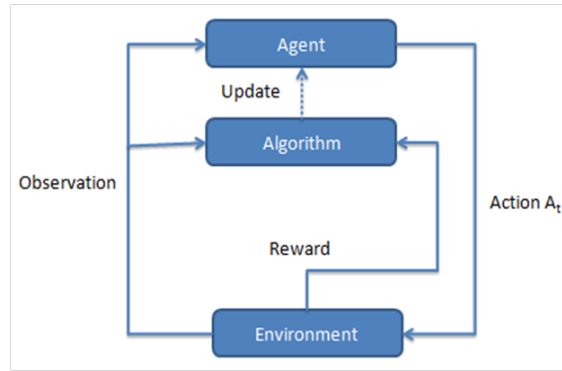 Agent
Update
Algorithm
Observation
Action Aₜ
Reward
Environment